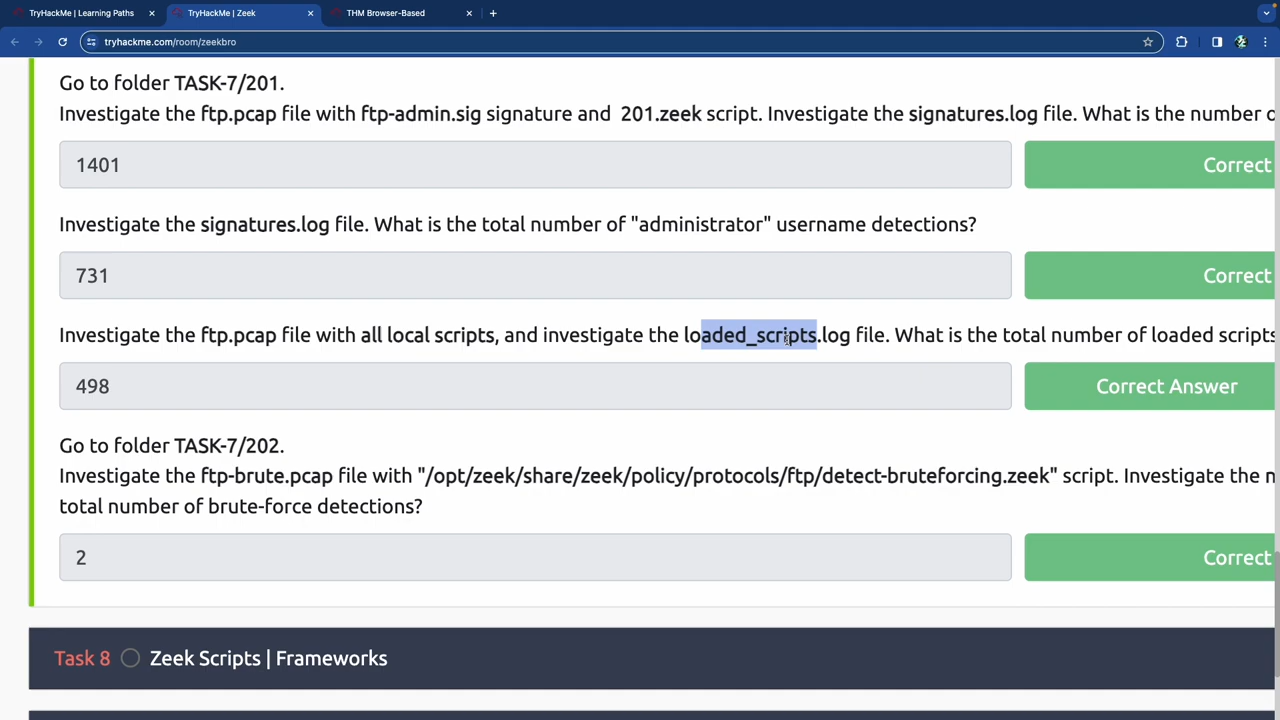 TryHackMe | Learning Paths
TryHackMe | Zeek
THM Browser-Based
tryhackme.com/room/zeekbro
Go to folder TASK-7/201.
Investigate the ftp.pcap file with ftp-admin.sig signature and 201.zeek script. Investigate the signatures.log file. What is the number
1401
Correct
Investigate the signatures.log file. What is the total number of "administrator" username detections?
731
Correct
Investigate the ftp.pcap file with all local scripts, and investigate the loaded_scripts.log file. What is the total number of loaded scripts
498
Correct Answer
Go to folder TASK-7/202.
Investigate the ftp-brute.pcap file with "/opt/zeek/share/zeek/policy/protocols/ftp/detect-bruteforcing.zeek" script. Investigate the
total number of brute-force detections?
2
Correct
Task 8 Zeek Scripts | Frameworks